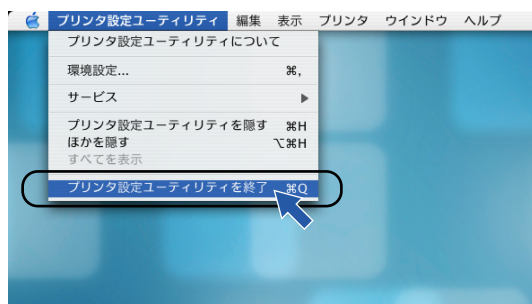 プリンタ設定ユーティリティ 編集 表示 プリンタ ウインドウ ヘルプ
プリンタ設定ユーティリティについて
環境設定... ⌘,
サービス ▶
プリンタ設定ユーティリティを隠す ⌘H
ほかを隠す ⌥⌘H
すべてを表示
プリンタ設定ユーティリティを終了 ⌘Q